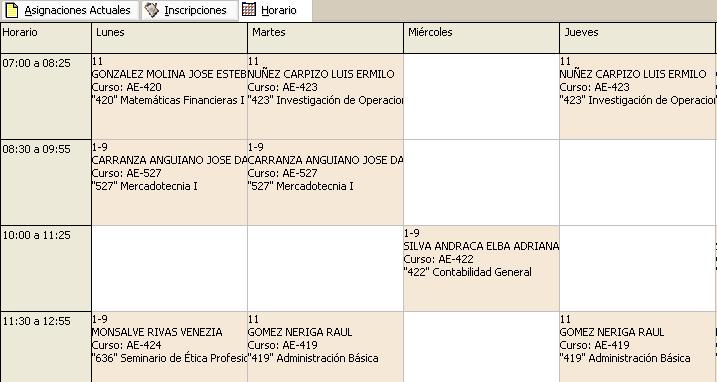 Asignaciones Actuales Inscripciones Horario
Horario Lunes Martes Miércoles Jueves
07:00 a 08:25
11
GONZALEZ MOLINA JOSE ESTEB
Curso: AE-420
"420" Matemáticas Financieras I
11
NUÑEZ CARPIZO LUIS ERMILO
Curso: AE-423
"423" Investigación de Operacion
11
NUÑEZ CARPIZO LUIS ERMILO
Curso: AE-423
"423" Investigación de Operacion
08:30 a 09:55
1-9
CARRANZA ANGUIANO JOSE DA
Curso: AE-527
"527" Mercadotecnia I
1-9
CARRANZA ANGUIANO JOSE DA
Curso: AE-527
"527" Mercadotecnia I
10:00 a 11:25
1-9
SILVA ANDRACA ELBA ADRIANA
Curso: AE-422
"422" Contabilidad General
11:30 a 12:55
1-9
MONSALVE RIVAS VENEZIA
Curso: AE-424
"636" Seminario de Ética Profesic
11
GOMEZ NERIGA RAUL
Curso: AE-419
"419" Administración Básica
11
GOMEZ NERIGA RAUL
Curso: AE-419
"419" Administración Básica